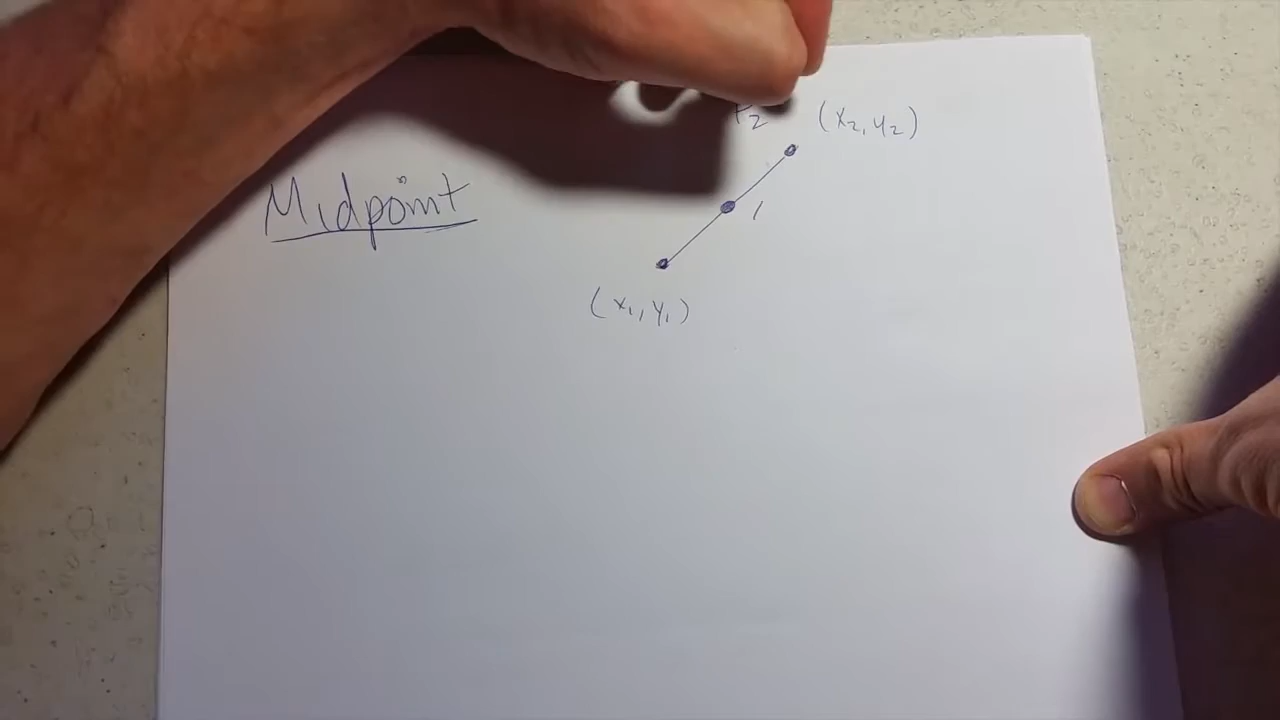 (x₂, y₂)
Midpoint
(x₁, y₁)